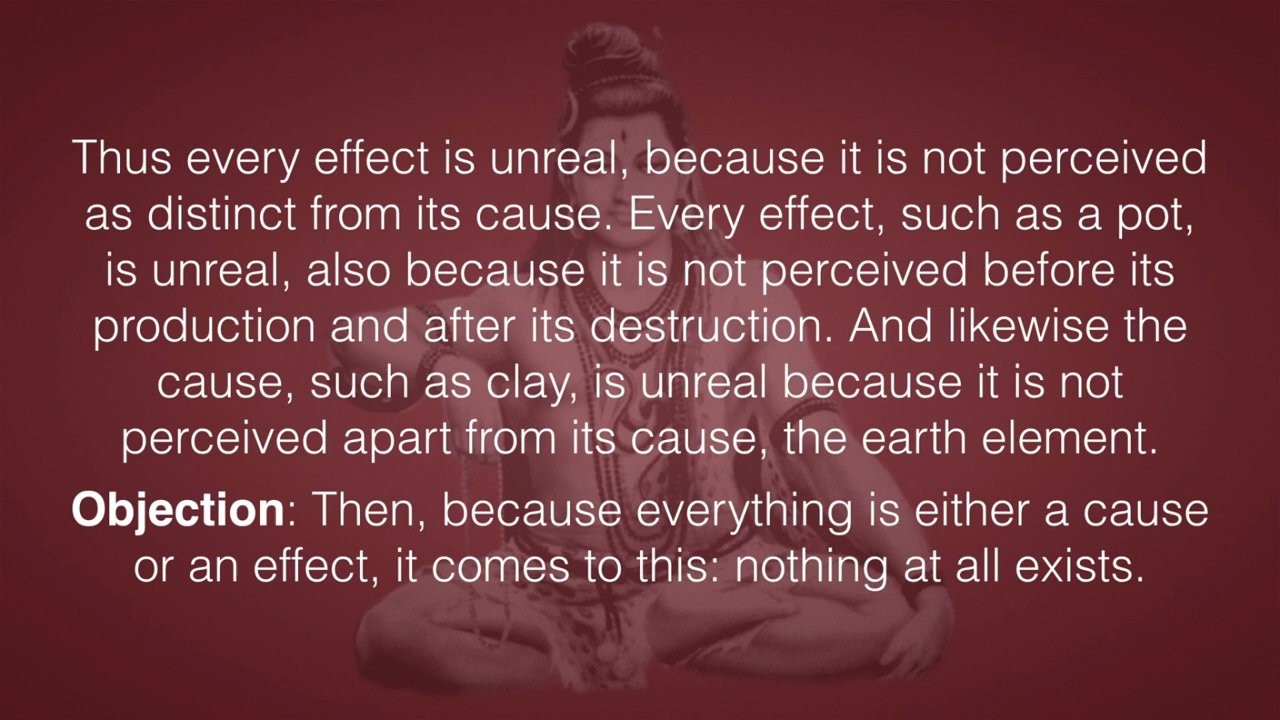 Thus every effect is unreal, because it is not perceived
as distinct from its cause. Every effect, such as a pot,
is unreal, also because it is not perceived before its
production and after its destruction. And likewise the
cause, such as clay, is unreal because it is not
perceived apart from its cause, the earth element.
Objection: Then, because everything is either a cause
or an effect, it comes to this: nothing at all exists.